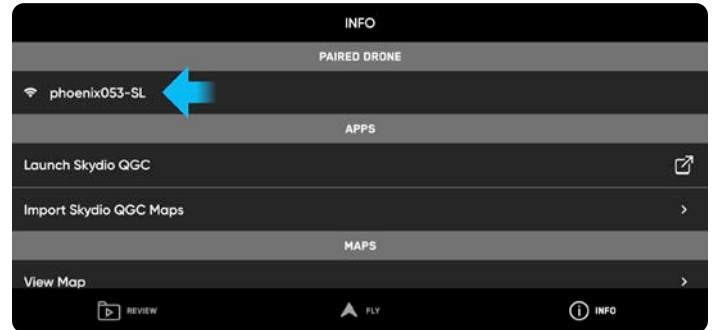 INFO
PAIRED DRONE
phoenix053-SL
APPS
Launch Skydio QGC
Import Skydio QGC Maps
MAPS
View Map
REVIEW
FLY
INFO